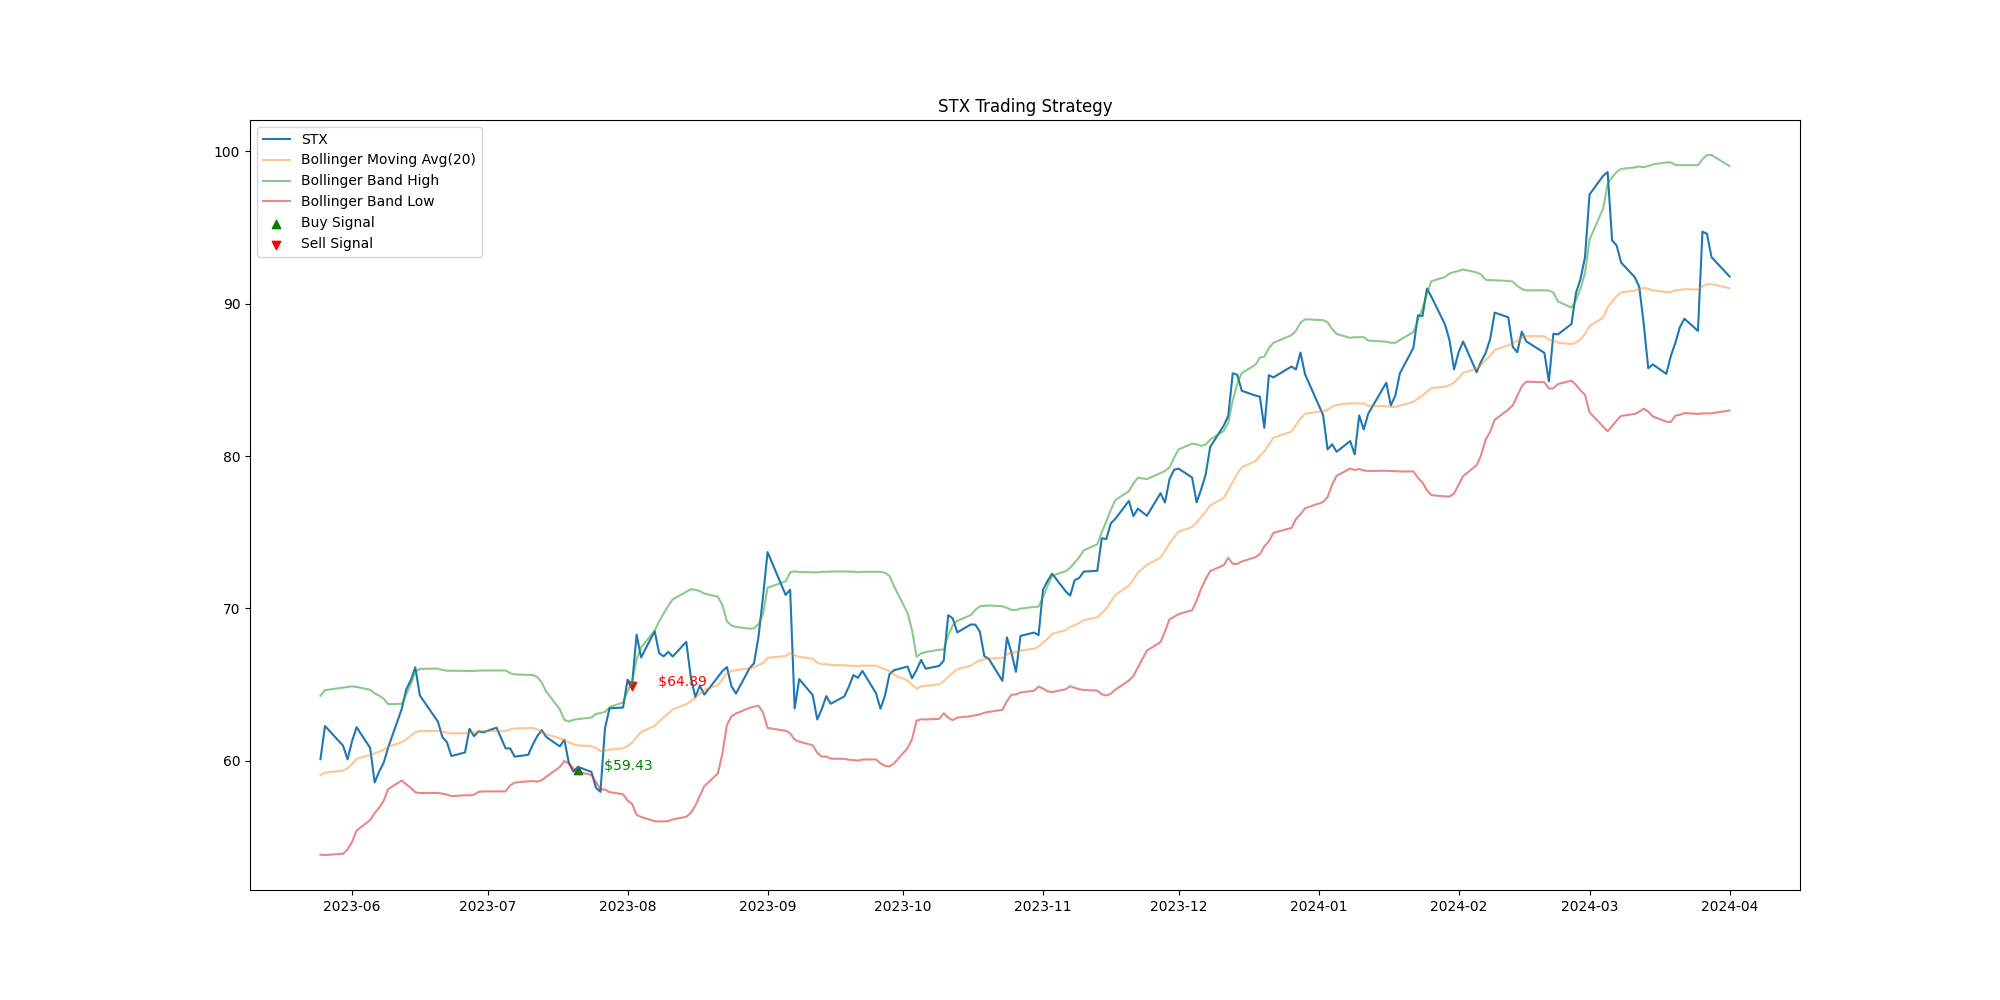 STX Trading Strategy
STX
Bollinger Moving Avg(20)
Bollinger Band High
Bollinger Band Low
Buy Signal
Sell Signal
100
90
80
70
60
$64.89
$59.43
2023-06 2023-07 2023-08 2023-09 2023-10 2023-11 2023-12 2024-01 2024-02 2024-03 2024-04